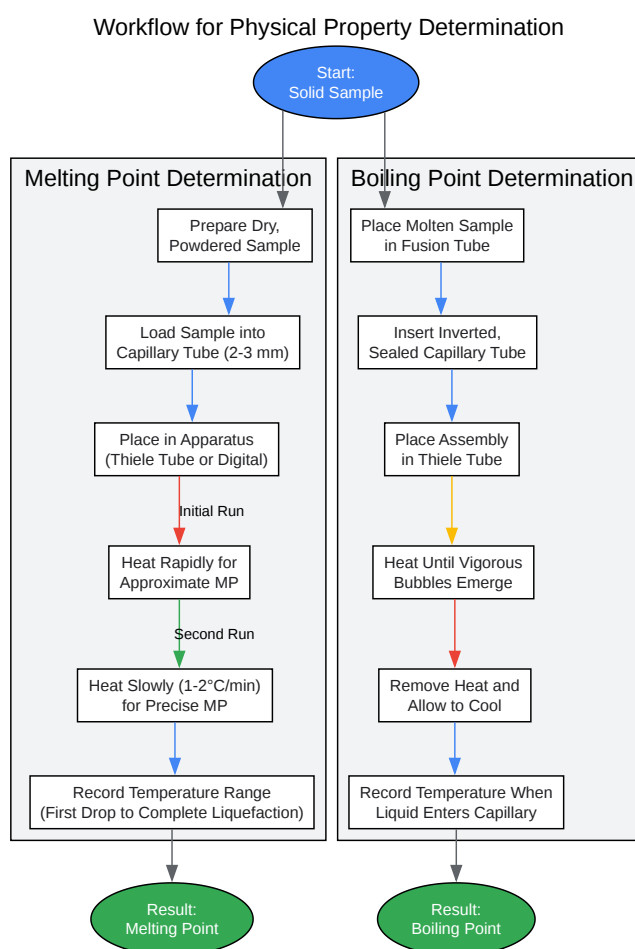 Workflow for Physical Property Determination
Start:
Solid Sample
Melting Point Determination
Prepare Dry,
Powdered Sample
Load Sample into
Capillary Tube (2-3 mm)
Place in Apparatus
(Thiele Tube or Digital)
Initial Run
Heat Rapidly for
Approximate MP
Second Run
Heat Slowly (1-2°C/min)
for Precise MP
Record Temperature Range
(First Drop to Complete Liquefaction)
Result:
Melting Point
Boiling Point Determination
Place Molten Sample
in Fusion Tube
Insert Inverted,
Sealed Capillary Tube
Place Assembly
in Thiele Tube
Heat Until Vigorous
Bubbles Emerge
Remove Heat and
Allow to Cool
Record Temperature When
Liquid Enters Capillary
Result:
Boiling Point